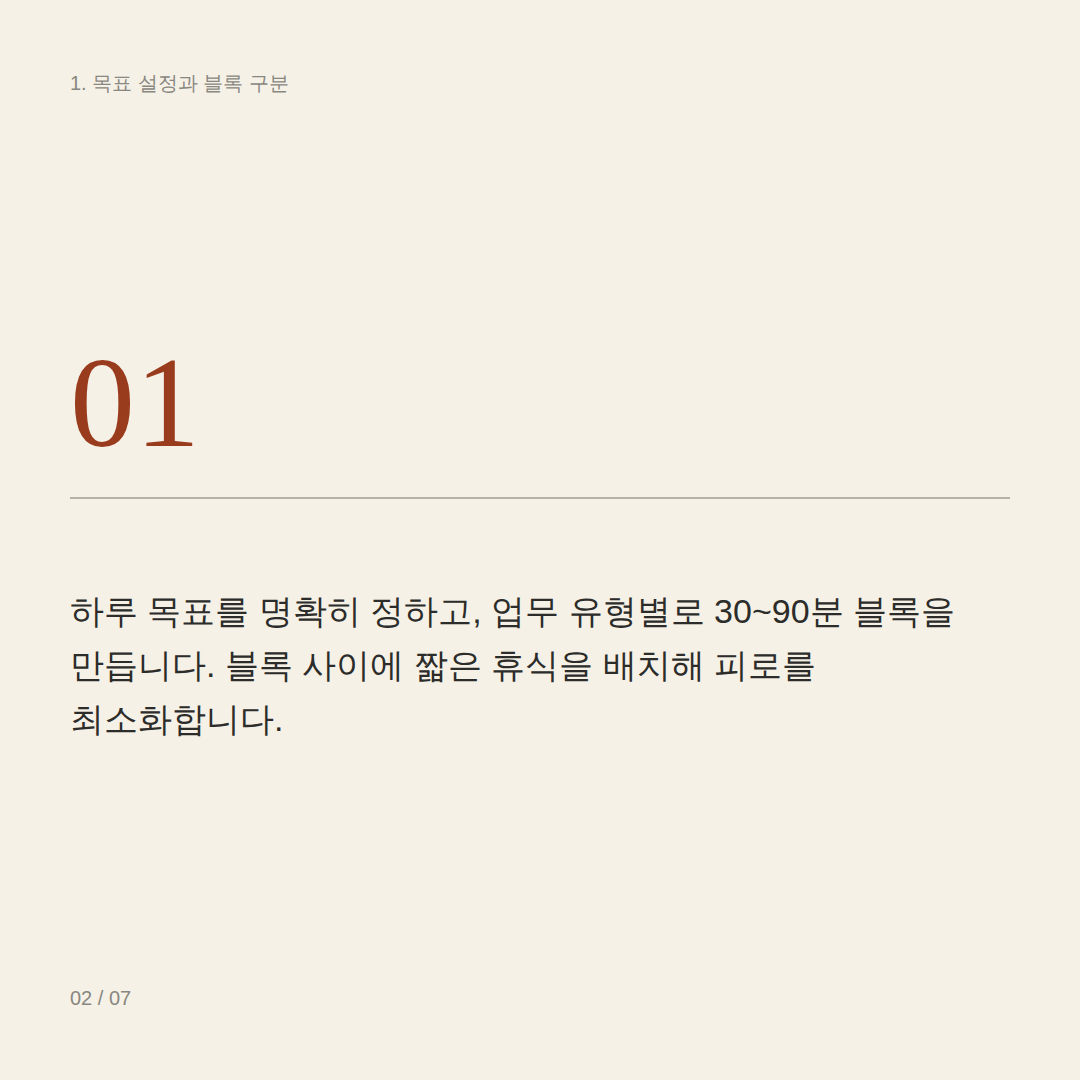 1. 목표 설정과 블록 구분
01
하루 목표를 명확히 정하고, 업무 유형별로 30~90분 블록을
만듭니다. 블록 사이에 짧은 휴식을 배치해 피로를
최소화합니다.
02 / 07